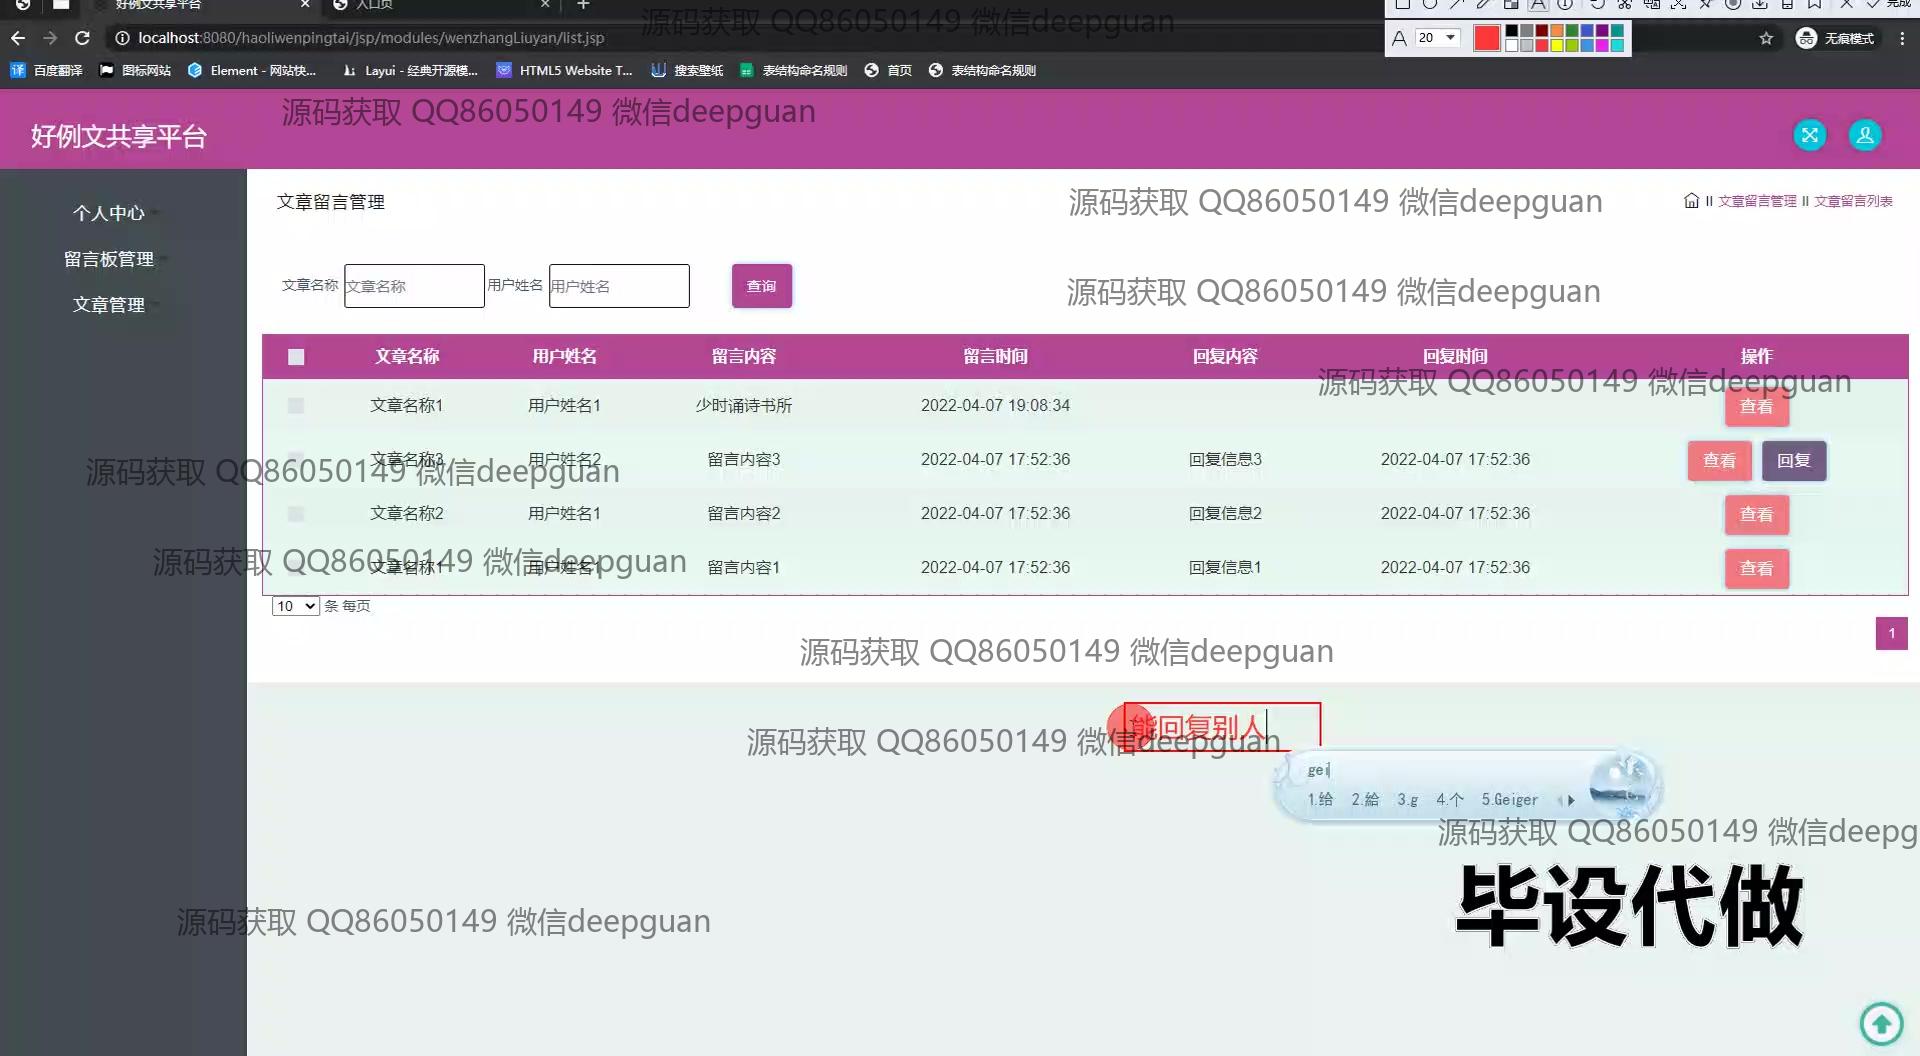 好例文共享平台
入口页
完成
localhost:8080/haoliwenpingtai/jsp/modules/wenzhangLiuyan/list.jsp
A 20
无痕模式
百度翻译 图标网站 Element - 网站快... Layui - 经典开源模... HTML5 Website T... 搜索壁纸 表结构命名规则 首页 表结构命名规则
源码获取 QQ86050149 微信deepguan
源码获取 QQ86050149 微信deepguan
好例文共享平台
个人中心
留言板管理
文章管理
文章留言管理
源码获取 QQ86050149 微信deepguan
文章留言管理 文章留言列表
文章名称 文章名称 用户姓名 用户姓名 查询
源码获取 QQ86050149 微信deepguan
文章名称 用户姓名 留言内容 留言时间 回复内容 回复时间 操作
源码获取 QQ86050149 微信deepguan
文章名称1 用户姓名1 少时诵诗书所 2022-04-07 19:08:34 查看
文章名称3 用户姓名2 留言内容3 2022-04-07 17:52:36 回复信息3 2022-04-07 17:52:36 查看 回复
源码获取 QQ86050149 微信deepguan
文章名称2 用户姓名1 留言内容2 2022-04-07 17:52:36 回复信息2 2022-04-07 17:52:36 查看
源码获取 QQ86050149 微信deepguan
文章名称1 用户姓名1 留言内容1 2022-04-07 17:52:36 回复信息1 2022-04-07 17:52:36 查看
10 条 每页
1
源码获取 QQ86050149 微信deepguan
能回复别人
源码获取 QQ86050149 微信deepguan
gei
1.给 2.給 3.g 4.个 5.Geiger
源码获取 QQ86050149 微信deepg
毕设代做
源码获取 QQ86050149 微信deepguan